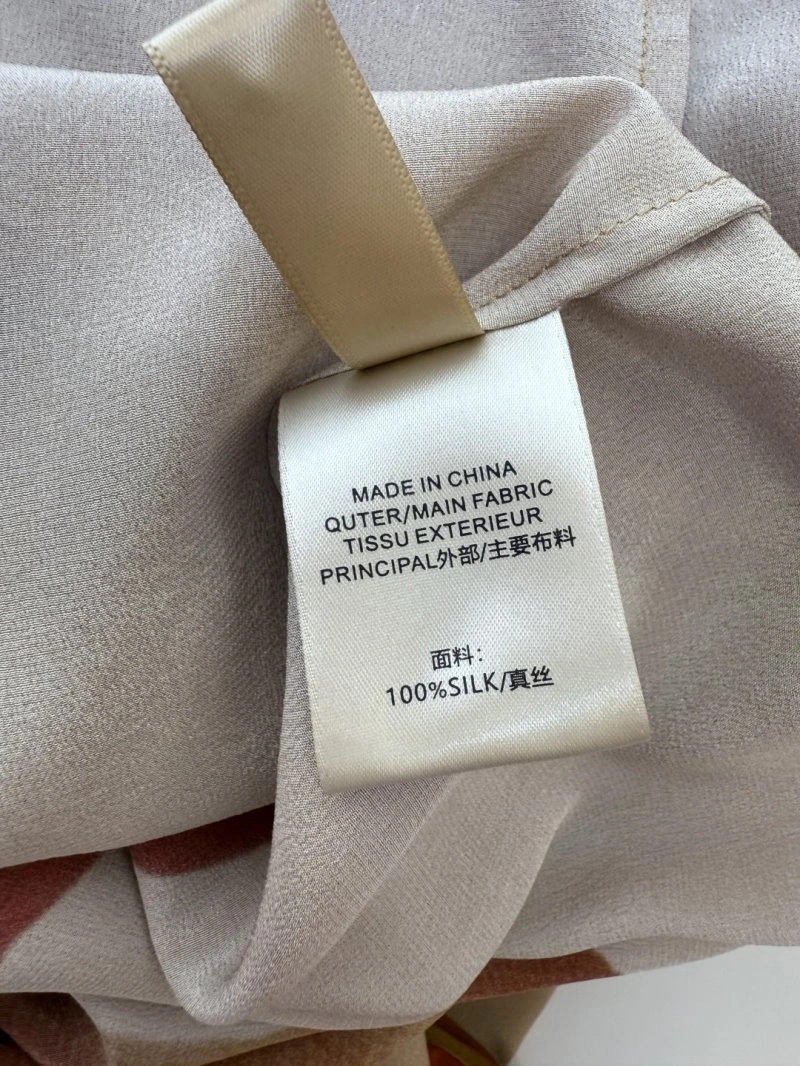 MADE IN CHINA
QUTER/MAIN FABRIC
TISSU EXTERIEUR
PRINCIPAL外部/主要布料
面料:
100%SILK/真丝